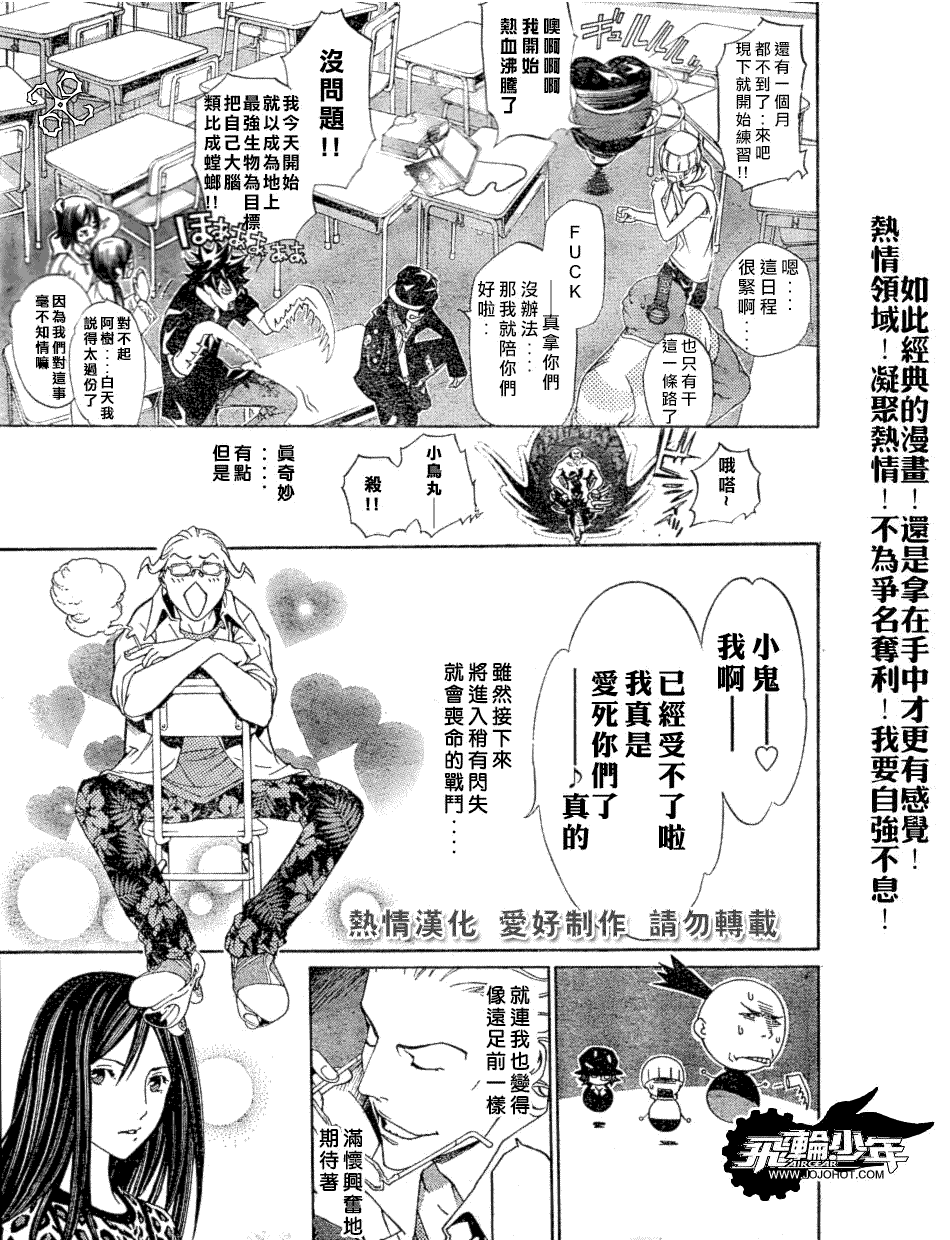 還有一個月
都不到了…來吧
現下就開始
練習!!
嗯...
這日程
很緊啊...
也只有干
這一條路了
ギュルルルル
噢啊啊啊
我開始
熱血沸騰了
FUCK
——真拿你們
沒辦法...
那我就陪你們
好啦..
沒問題!!
我今天開始
就以成為地上
最強生物為目標
把自己大腦
類比成螳螂!!
ほぁぁぁぁぁぁ
對不起
阿樹...白天我
說得太過份了
因為我們對這事
毫不知情嘛
哦嗒~
小烏丸——
殺!!
真奇妙
....
有點
但是
小鬼——♡
我啊——
已經受不了啦
我真是
愛死你們了
——♪真的
雖然接下來
將進入稍有閃失
就會喪命的戰鬥....
熱情漢化 愛好制作 請勿轉載
就連我也變得
像遠足前一樣
滿懷興奮地
期待著
如此經典的漫畫!還是拿在手中才更有感覺!
熱情領域!凝聚熱情!不為爭名奪利!我要自強不息!
飛輪少年
AIRGEAR
WWW.JOJOHOT.COM